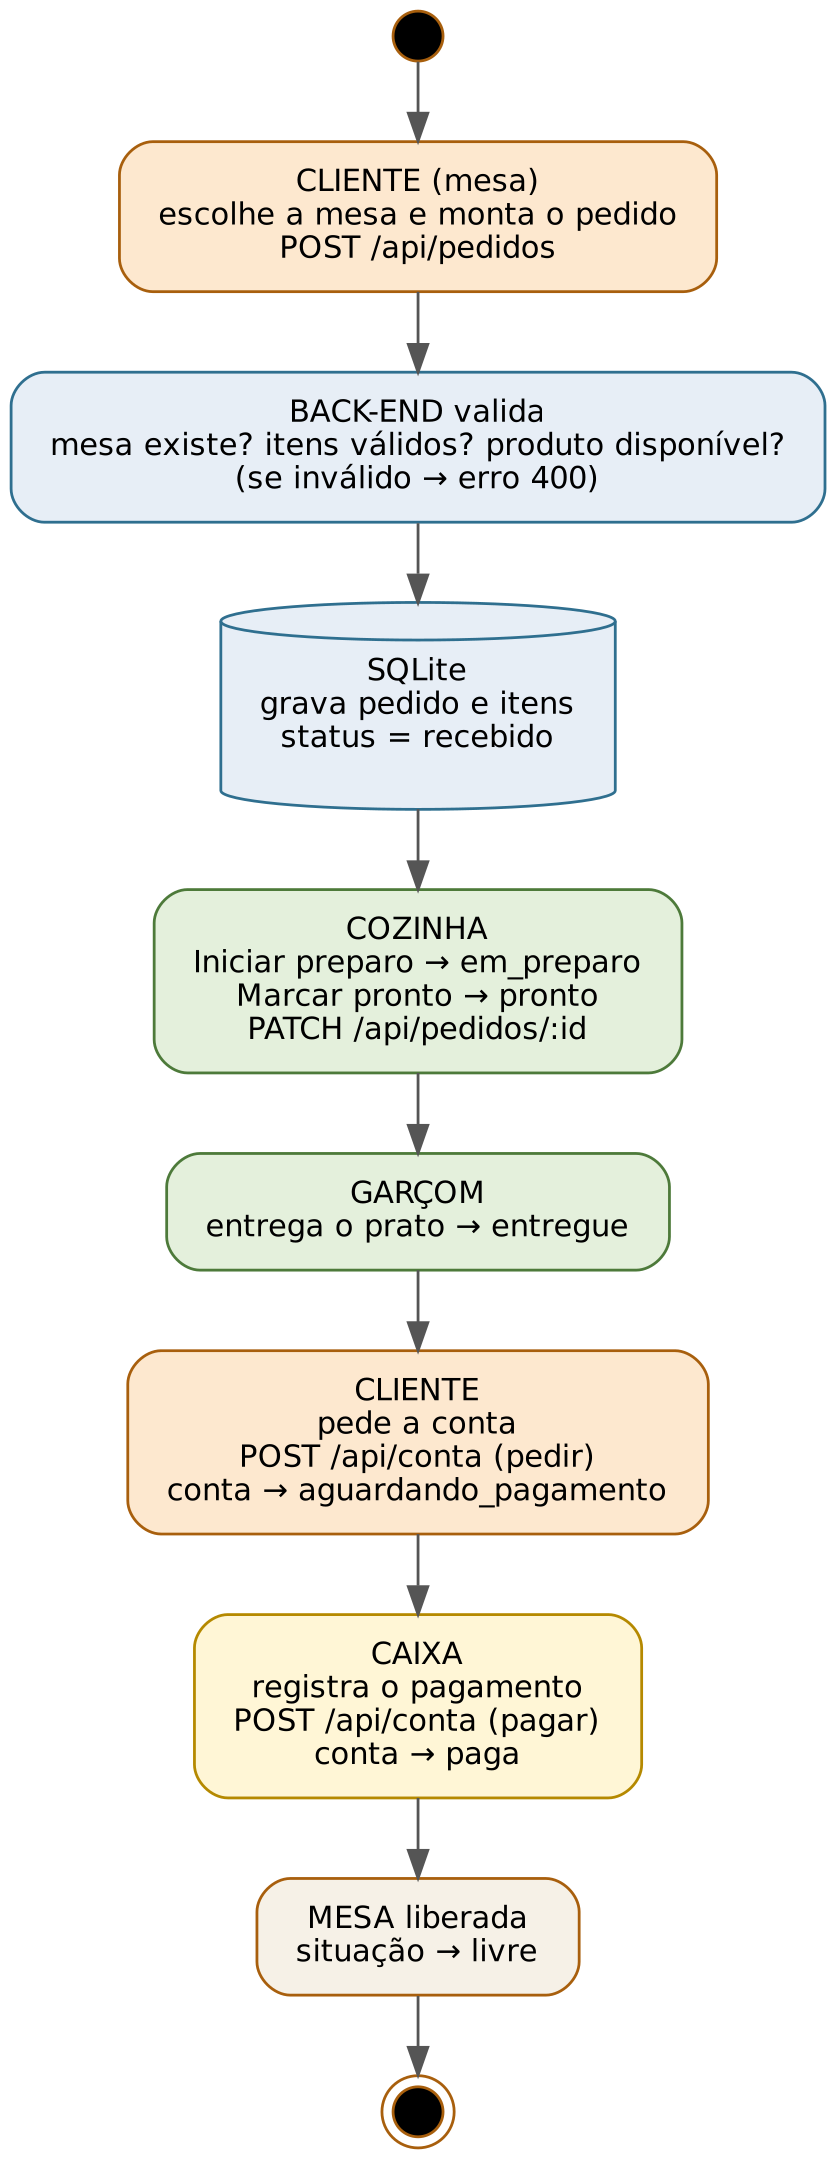 CLIENTE (mesa)
escolhe a mesa e monta o pedido
POST /api/pedidos
BACK-END valida
mesa existe? itens válidos? produto disponível?
(se inválido → erro 400)
SQLite
grava pedido e itens
status = recebido
COZINHA
Iniciar preparo → em_preparo
Marcar pronto → pronto
PATCH /api/pedidos/:id
GARÇOM
entrega o prato → entregue
CLIENTE
pede a conta
POST /api/conta (pedir)
conta → aguardando_pagamento
CAIXA
registra o pagamento
POST /api/conta (pagar)
conta → paga
MESA liberada
situação → livre